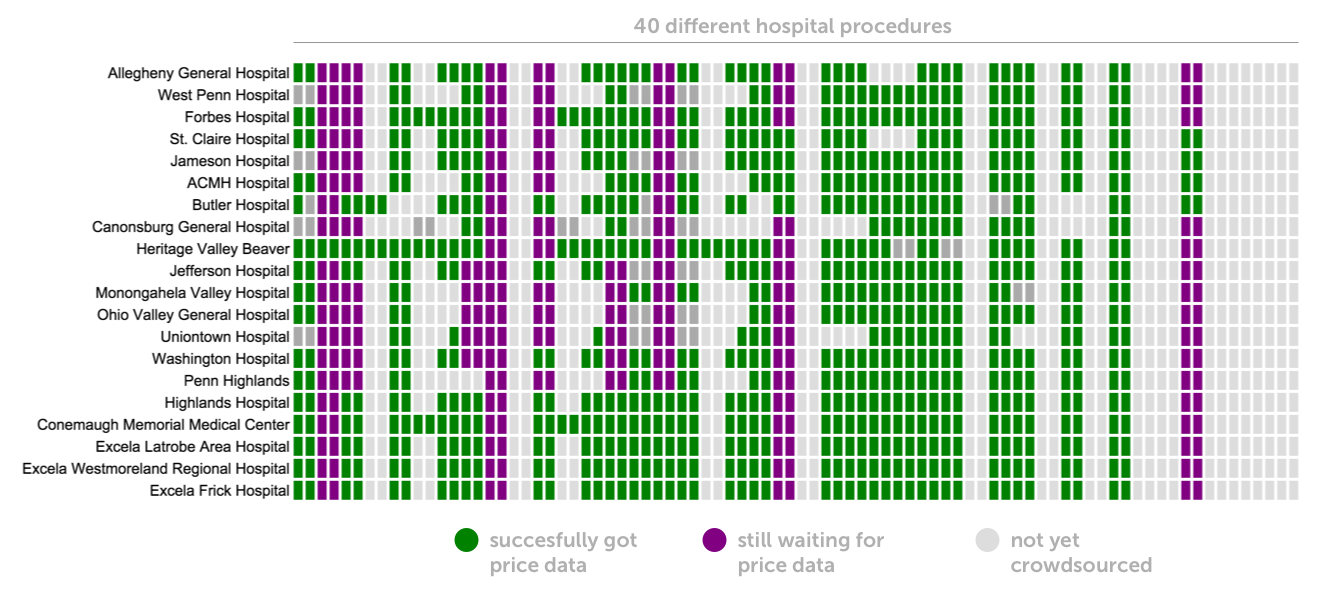 40 different hospital procedures
Allegheny General Hospital
West Penn Hospital
Forbes Hospital
St. Claire Hospital
Jameson Hospital
ACMH Hospital
Butler Hospital
Canonsburg General Hospital
Heritage Valley Beaver
Jefferson Hospital
Monongahela Valley Hospital
Ohio Valley General Hospital
Uniontown Hospital
Washington Hospital
Penn Highlands
Highlands Hospital
Conemaugh Memorial Medical Center
Excela Latrobe Area Hospital
Excela Westmoreland Regional Hospital
Excela Frick Hospital
succesfully got
price data
still waiting for
price data
not yet
crowdsourced